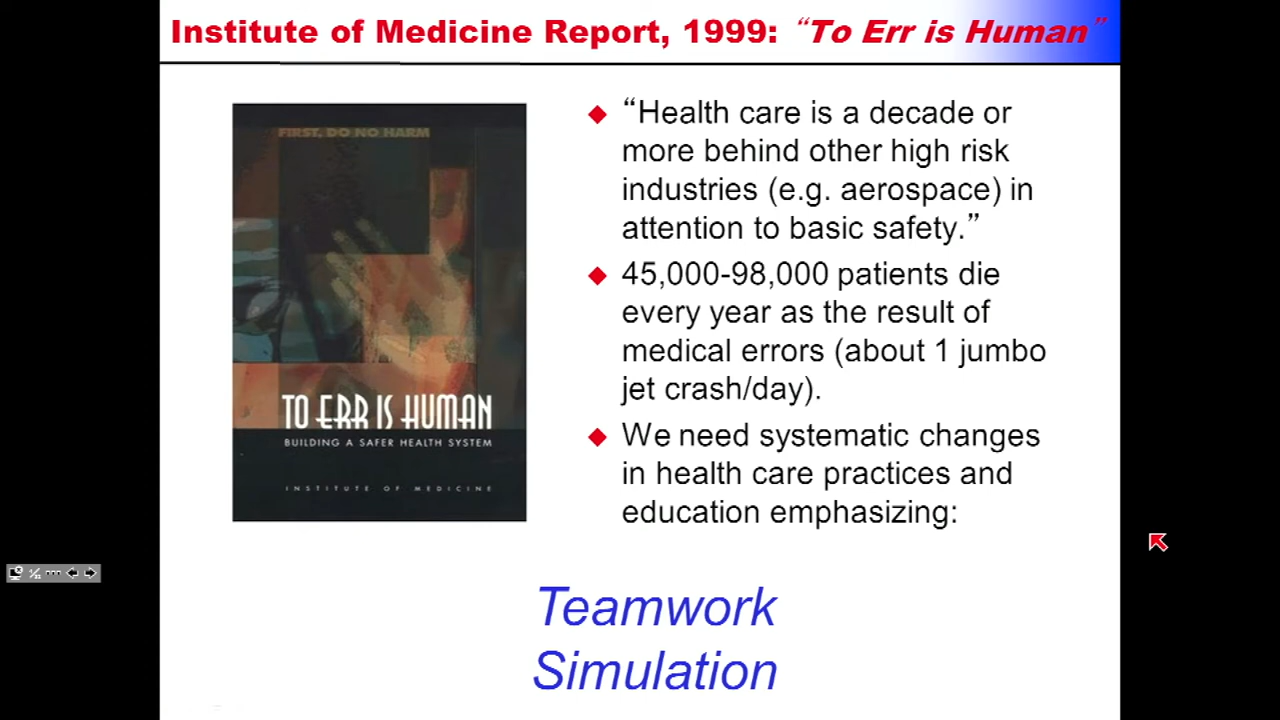 Institute of Medicine Report, 1999: “To Err is Human”
FIRST, DO NO HARM
TO ERR IS HUMAN
BUILDING A SAFER HEALTH SYSTEM
INSTITUTE OF MEDICINE
“Health care is a decade or
more behind other high risk
industries (e.g. aerospace) in
attention to basic safety.”
45,000-98,000 patients die
every year as the result of
medical errors (about 1 jumbo
jet crash/day).
We need systematic changes
in health care practices and
education emphasizing:
Teamwork
Simulation